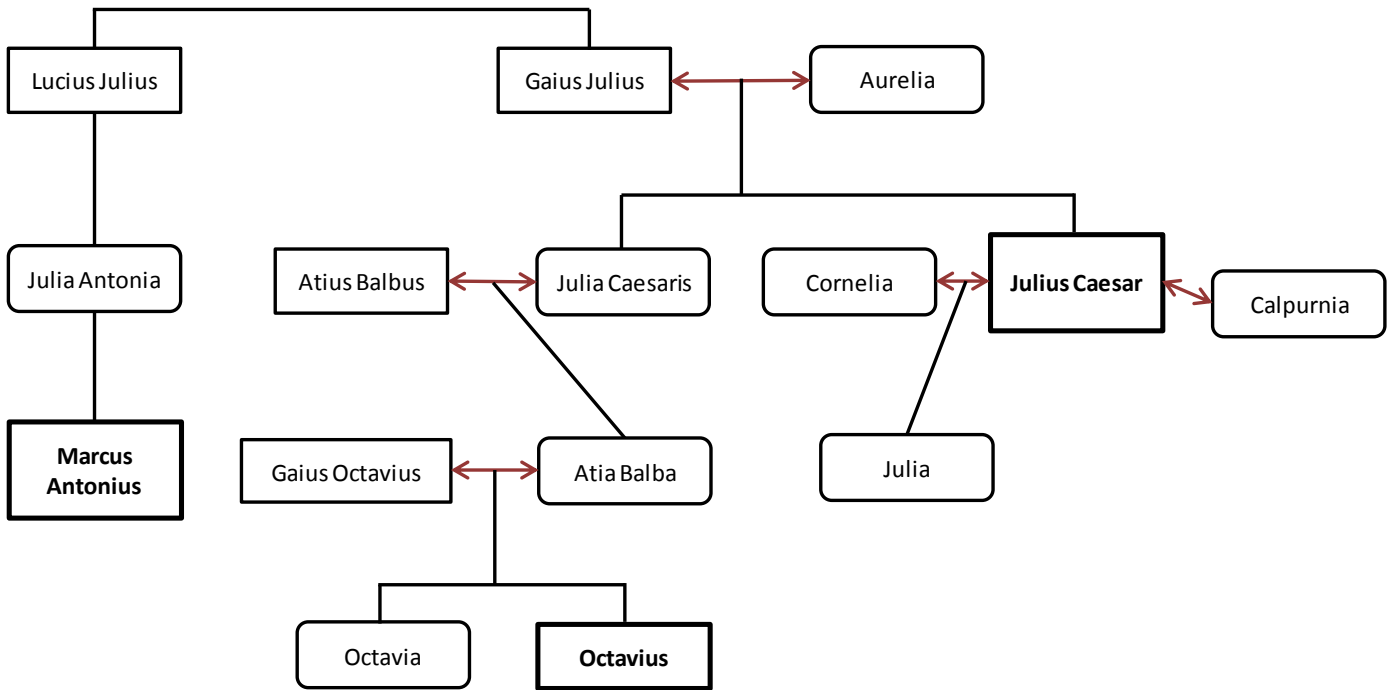 Lucius Julius
Gaius Julius
Aurelia
Julia Antonia
Atius Balbus
Julia Caesaris
Cornelia
Julius Caesar
Calpurnia
Marcus
Antonius
Gaius Octavius
Atia Balba
Julia
Octavia
Octavius